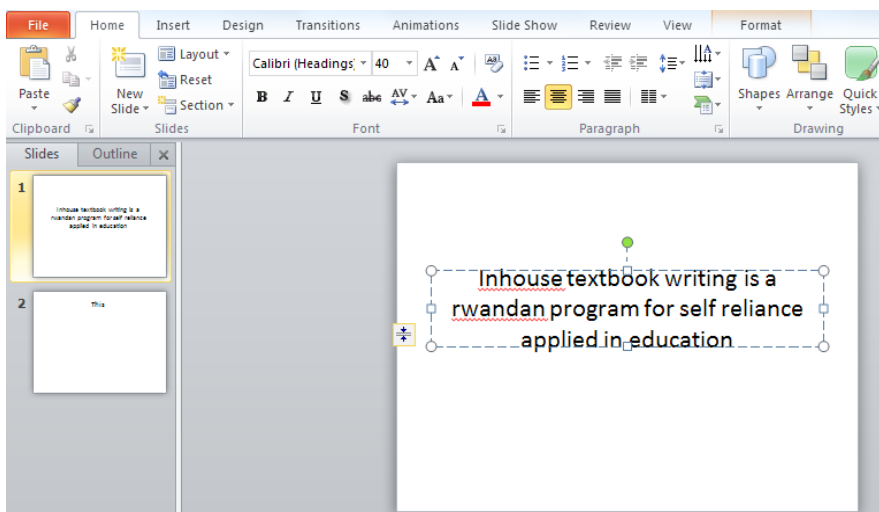 File Home Insert Design Transitions Animations Slide Show Review View Format
Paste
New
Slide
Layout
Reset
Section
Calibri (Headings) 40
B I U S abc AV Aa A
Shapes Arrange Quick
Styles
Clipboard Slides Font Paragraph Drawing
Slides Outline
1
Inhouse textbook writing is a
rwandan program for self reliance
applied in education
2
This
Inhouse textbook writing is a
rwandan program for self reliance
applied in education